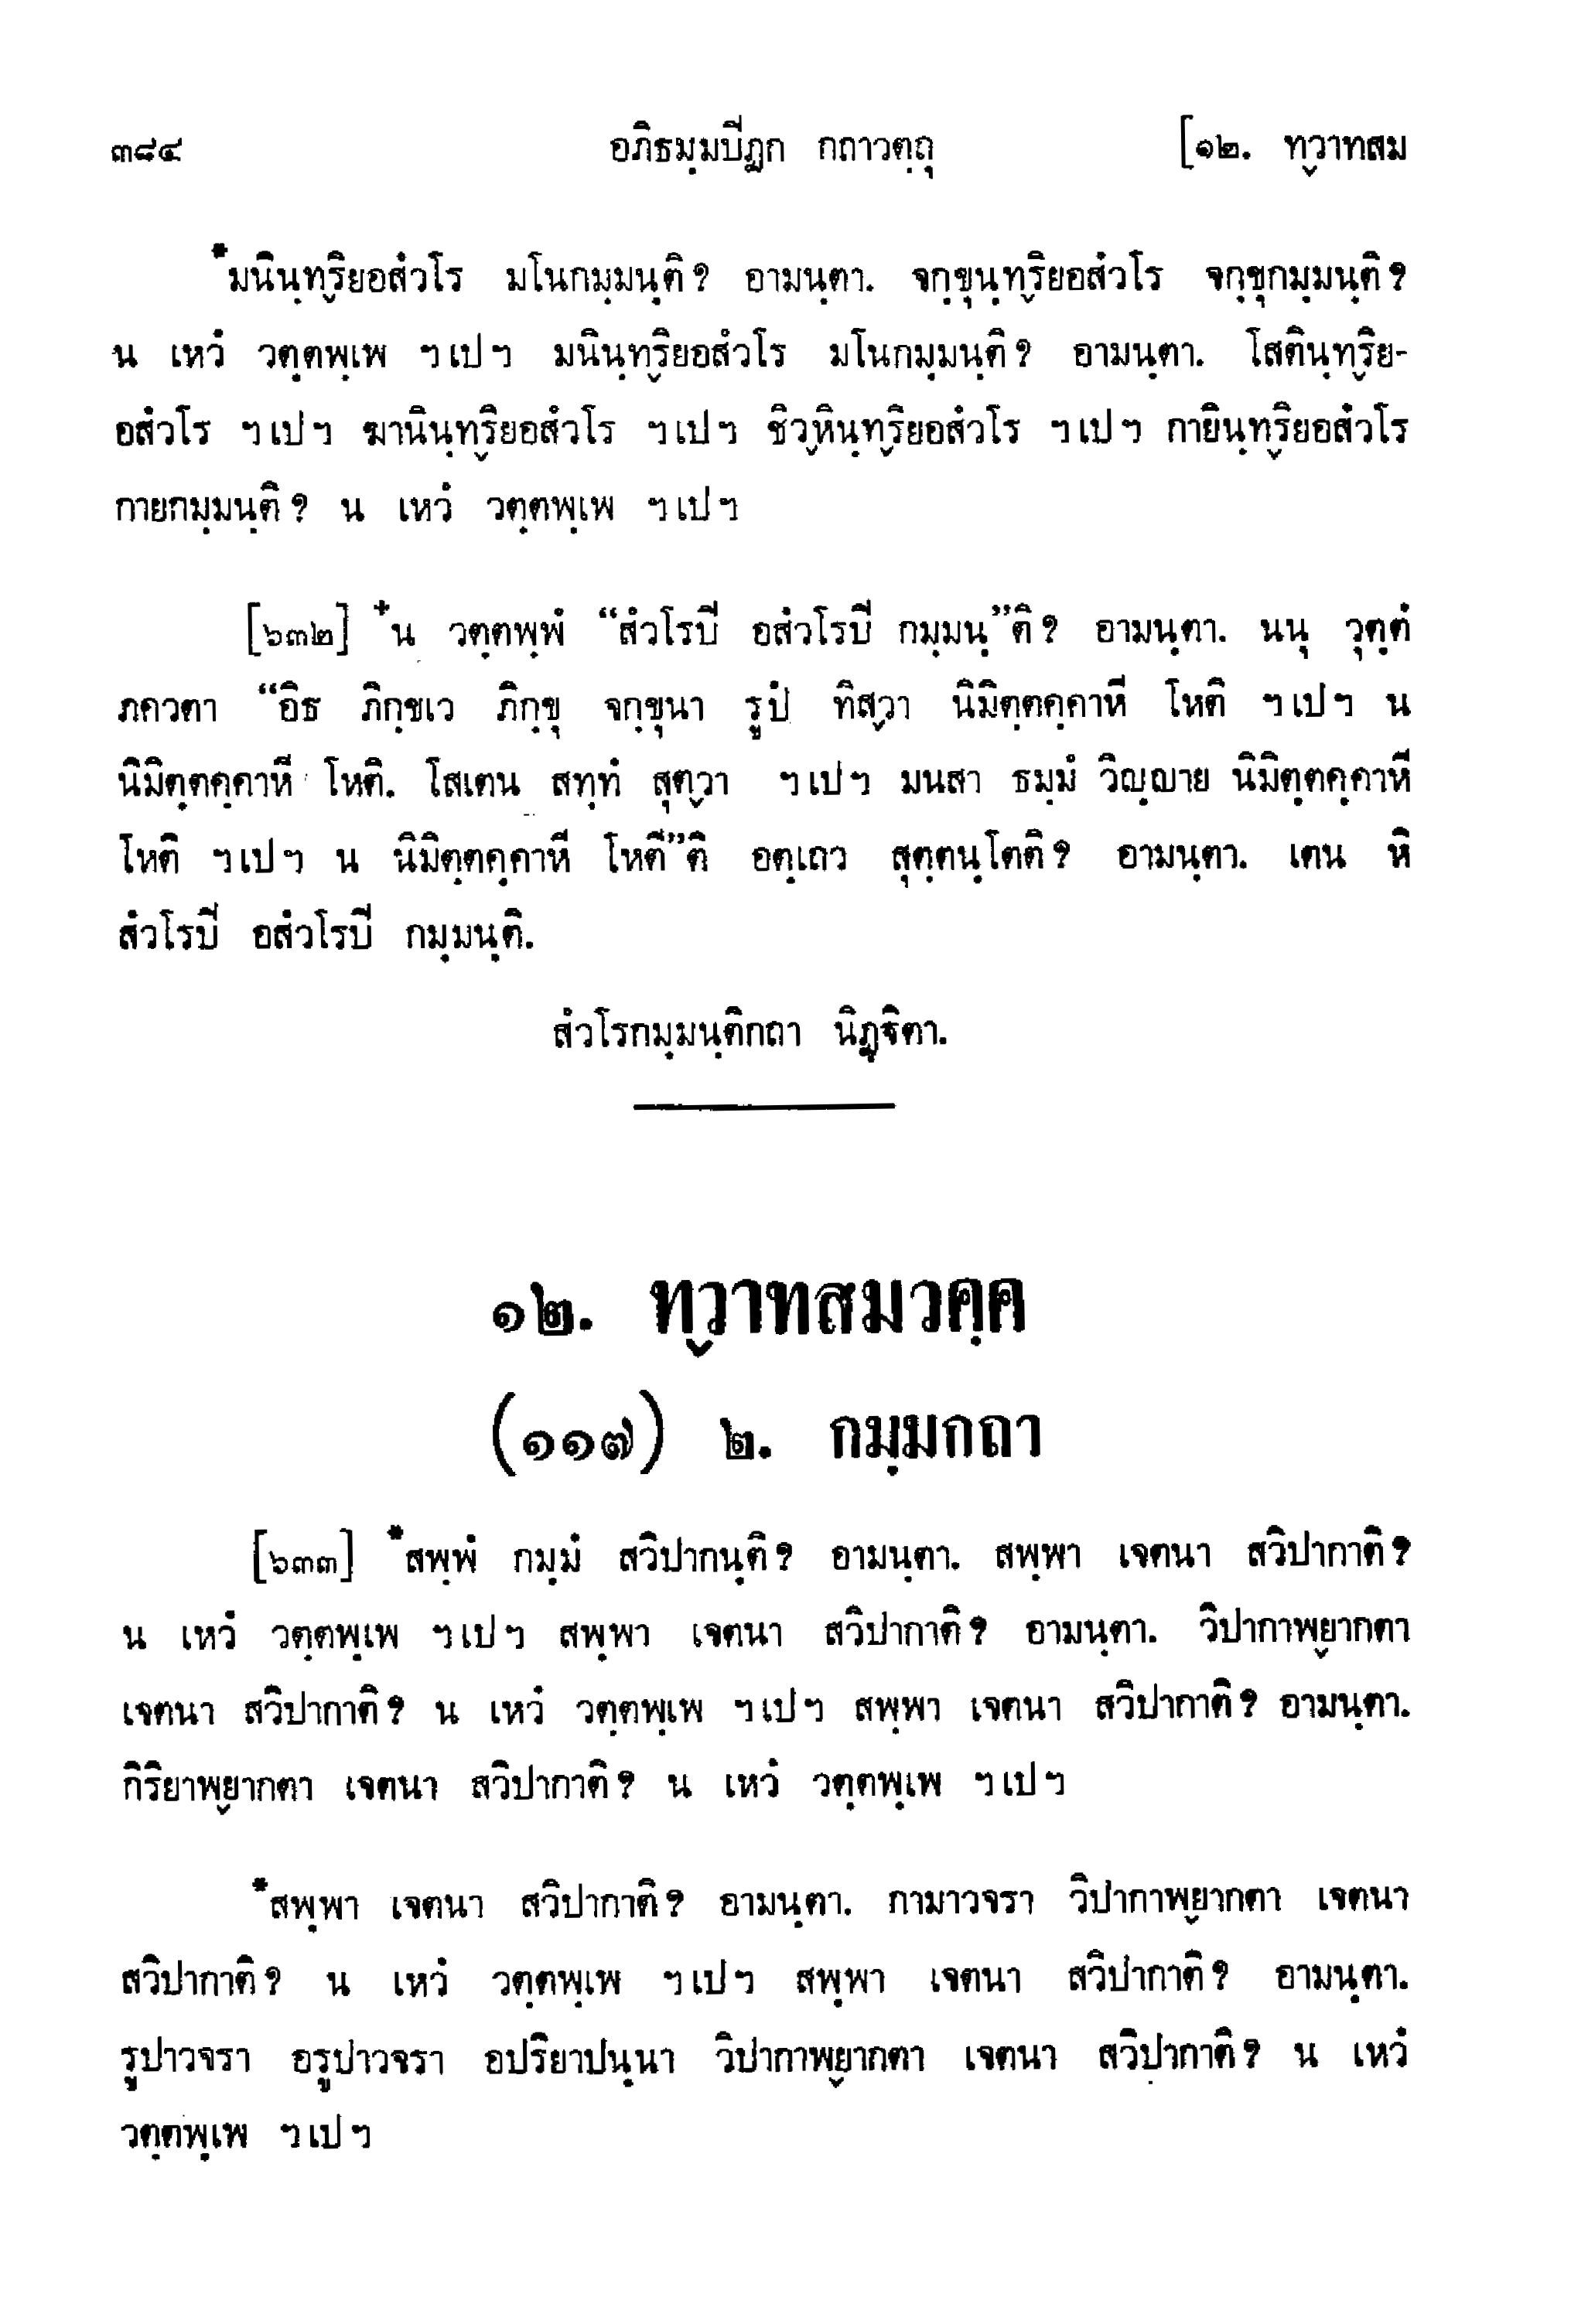 ๓๘๔ อภิธมฺมปีฏก กถาวตฺถุ [๑๒. ทฺวาทสม
*มนินฺทฺริยอสํวโร มโนกมฺมนฺติ? อามนฺตา. จกฺขุนฺทฺริยอสํวโร จกฺขุกมฺมนฺติ?
น เหวํ วตฺตพฺเพ ฯเปฯ มนินฺทฺริยอสํวโร มโนกมฺมนฺติ? อามนฺตา. โสตินฺทฺริย-
อสํวโร ฯเปฯ ฆานินฺทฺริยอสํวโร ฯเปฯ ชิวฺหินฺทฺริยอสํวโร ฯเปฯ กายินฺทฺริยอสํวโร
กายกมฺมนฺติ? น เหวํ วตฺตพฺเพ ฯเปฯ
[๖๓๒] +น วตฺตพฺพํ “สํวโรปี อสํวโรปี กมฺมนฺ”ติ? อามนฺตา. นนุ วุตฺตํ
ภควตา “อิธ ภิกฺขเว ภิกฺขุ จกฺขุนา รูปํ ทิสฺวา นิมิตฺตคฺคาหี โหติ ฯเปฯ น
นิมิตฺตคฺคาหี โหติ. โสเตน สทฺทํ สุตฺวา ฯเปฯ มนสา ธมฺมํ วิญฺญาย นิมิตฺตคฺคาหี
โหติ ฯเปฯ น นิมิตฺตคฺคาหี โหตี”ติ อตฺเถว สุตฺตนฺโตติ? อามนฺตา. เตน หิ
สํวโรปี อสํวโรปี กมฺมนฺติ.
สํวโรกมฺมนฺติกถา นิฏฺฐิตา.
๑๒. ทฺวาทสมวคฺค
(๑๑๗) ๒. กมฺมกถา
[๖๓๓] *สพฺพํ กมฺมํ สวิปากนฺติ? อามนฺตา. สพฺพา เจตนา สวิปากาติ?
น เหวํ วตฺตพฺเพ ฯเปฯ สพฺพา เจตนา สวิปากาติ? อามนฺตา. วิปากาพฺยากตา
เจตนา สวิปากาติ? น เหวํ วตฺตพฺเพ ฯเปฯ สพฺพา เจตนา สวิปากาติ? อามนฺตา.
กิริยาพฺยากตา เจตนา สวิปากาติ? น เหวํ วตฺตพฺเพ ฯเปฯ
*สพฺพา เจตนา สวิปากาติ? อามนฺตา. กามาวจรา วิปากาพฺยากตา เจตนา
สวิปากาติ? น เหวํ วตฺตพฺเพ ฯเปฯ สพฺพา เจตนา สวิปากาติ? อามนฺตา.
รูปาวจรา อรูปาวจรา อปริยาปนฺนา วิปากาพฺยากตา เจตนา สวิปากาติ? น เหวํ
วตฺตพฺเพ ฯเปฯ